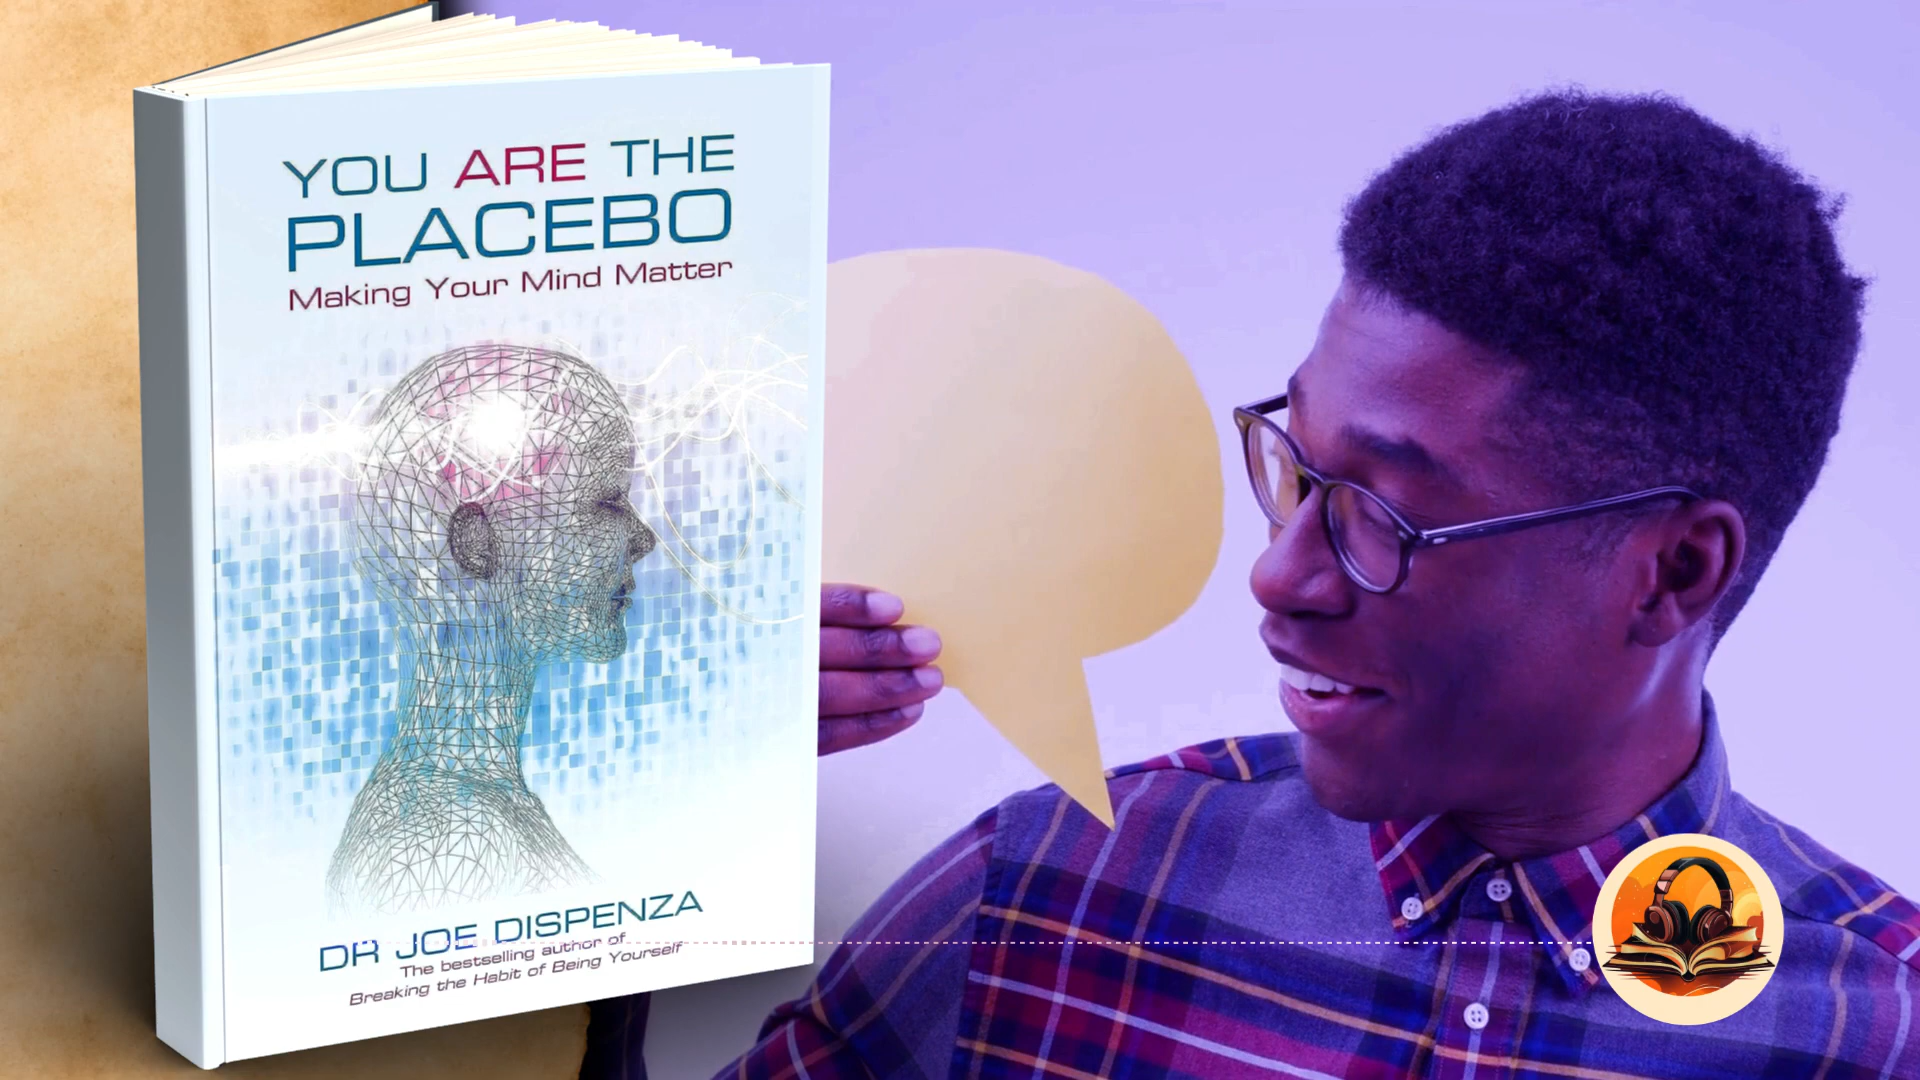 YOU ARE THE
PLACEBO
Making Your Mind Matter
DR JOE DISPENZA
The bestselling author of
Breaking the Habit of Being Yourself